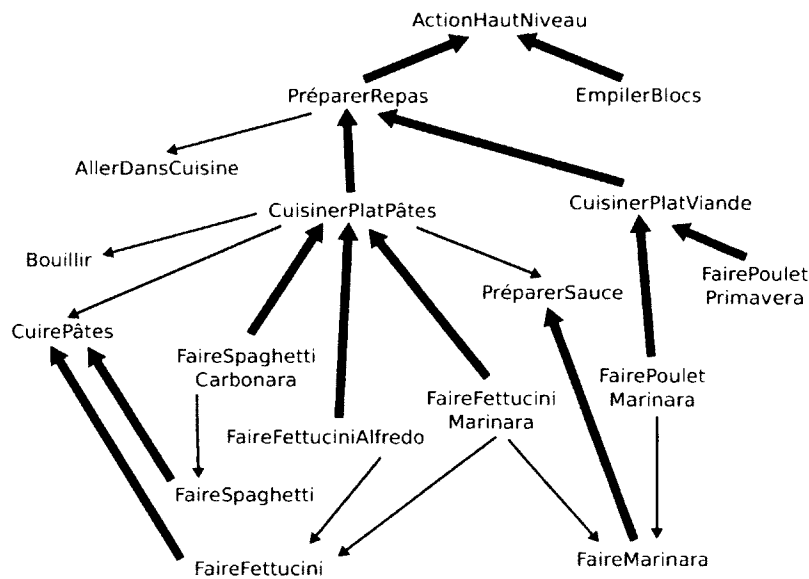 ActionHautNiveau
PréparerRepas
EmpilerBlocs
AllerDansCuisine
CuisinerPlatPâtes
CuisinerPlatViande
Bouillir
PréparerSauce
FairePoulet
Primavera
CuirePâtes
FaireSpaghetti
Carbonara
FaireFettuciniAlfredo
FaireFettucini
Marinara
FairePoulet
Marinara
FaireSpaghetti
FaireFettucini
FaireMarinara